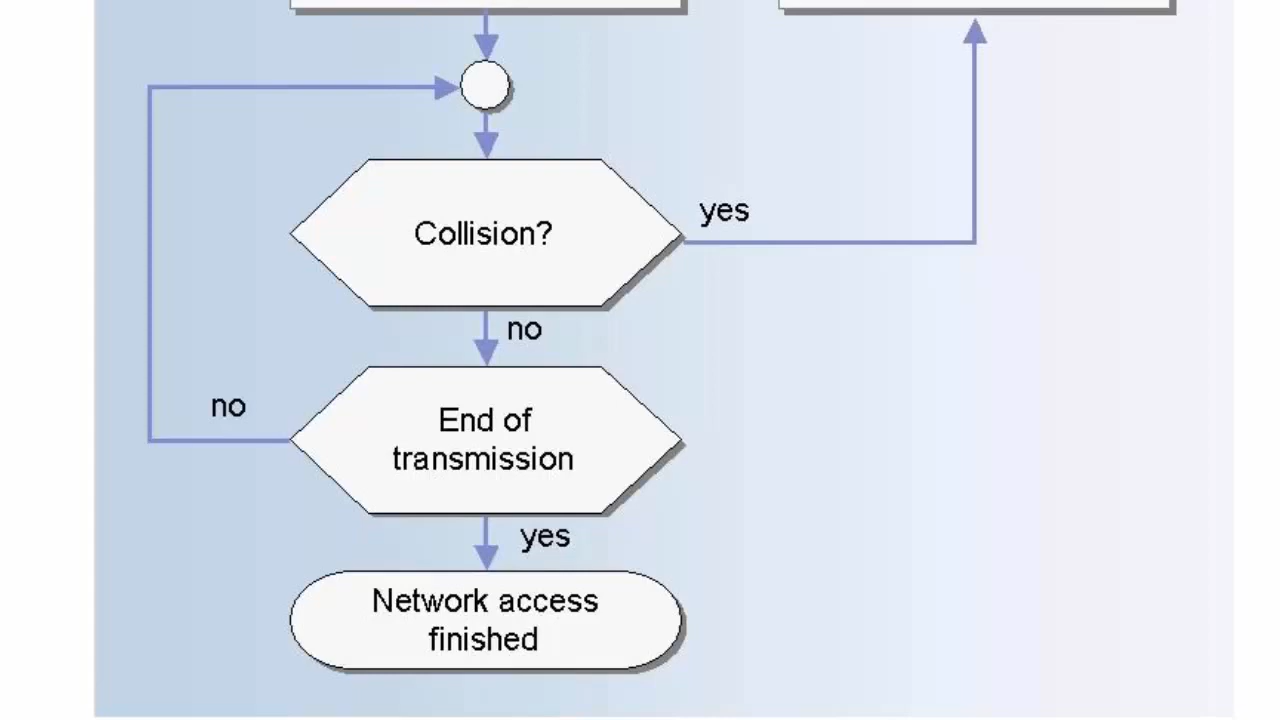 yes
Collision?
no
no
End of
transmission
yes
Network access
finished